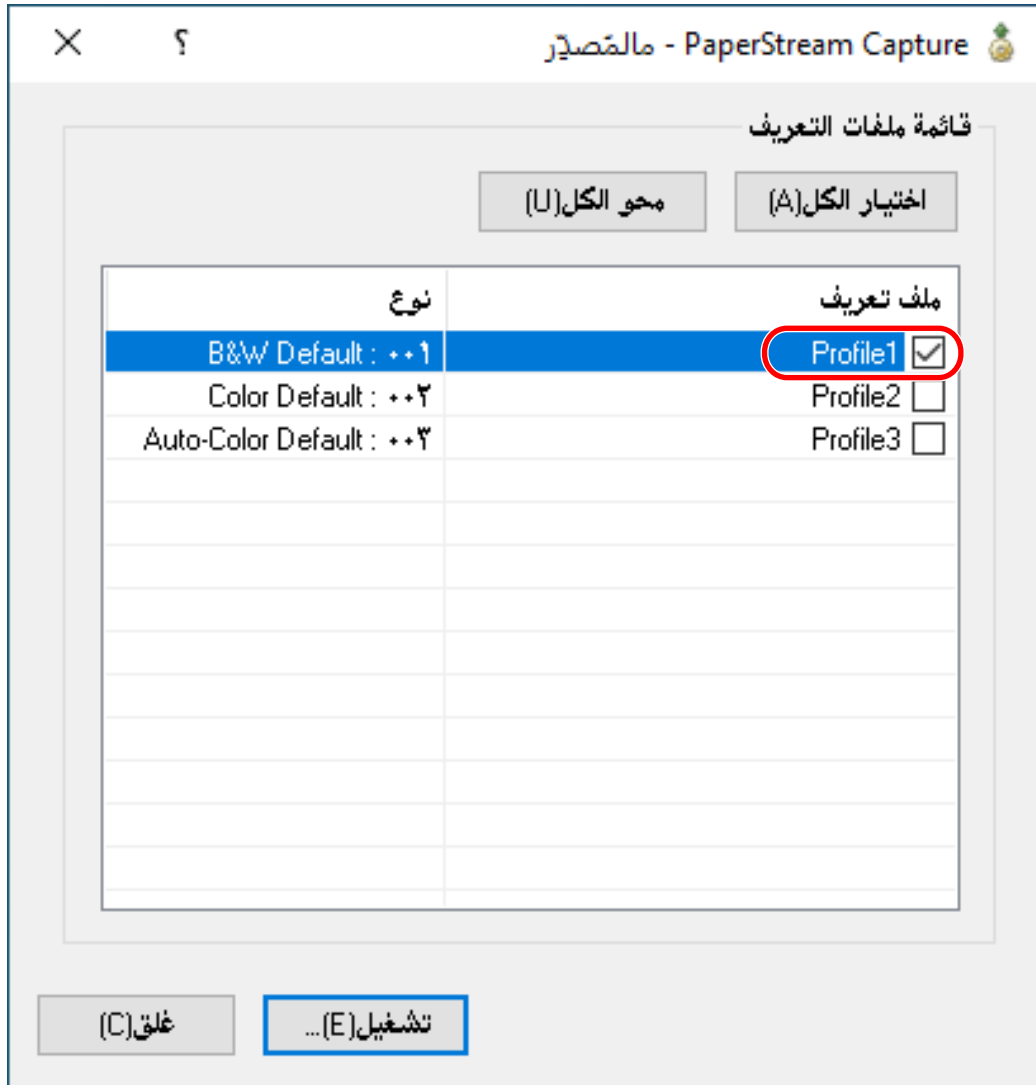 PaperStream Capture - مالمَصدِّر ؟
قائمة ملفات التعريف
اختيار الكل(A) محو الكل(U)
ملف تعريف نوع
Profile1 B&W Default : ٠٠١
Profile2 Color Default : ٠٠٢
Profile3 Auto-Color Default : ٠٠٣
تشغيل(E)... غلق(C)